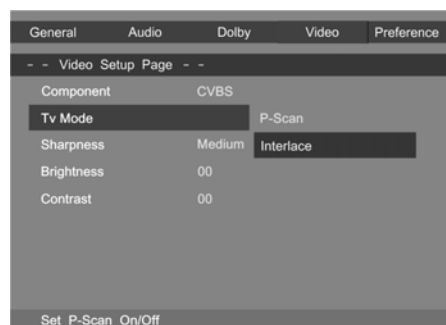 General Audio Dolby Video Preference
- - Video Setup Page - -
Component CVBS
Tv Mode P-Scan
Sharpness Medium Interlace
Brightness 00
Contrast 00
Set P-Scan On/Off